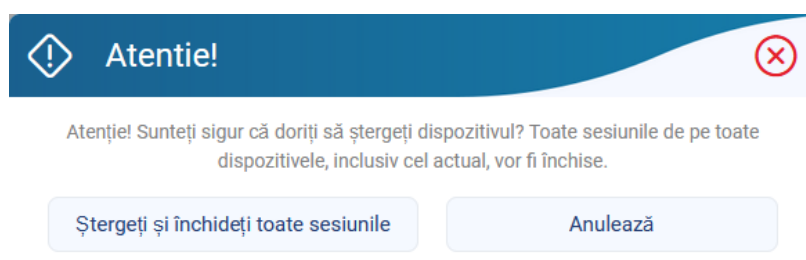 Atentie!
Atenție! Sunteți sigur că doriți să ștergeți dispozitivul? Toate sesiunile de pe toate
dispozitivele, inclusiv cel actual, vor fi închise.
Ștergeți și închideți toate sesiunile
Anulează